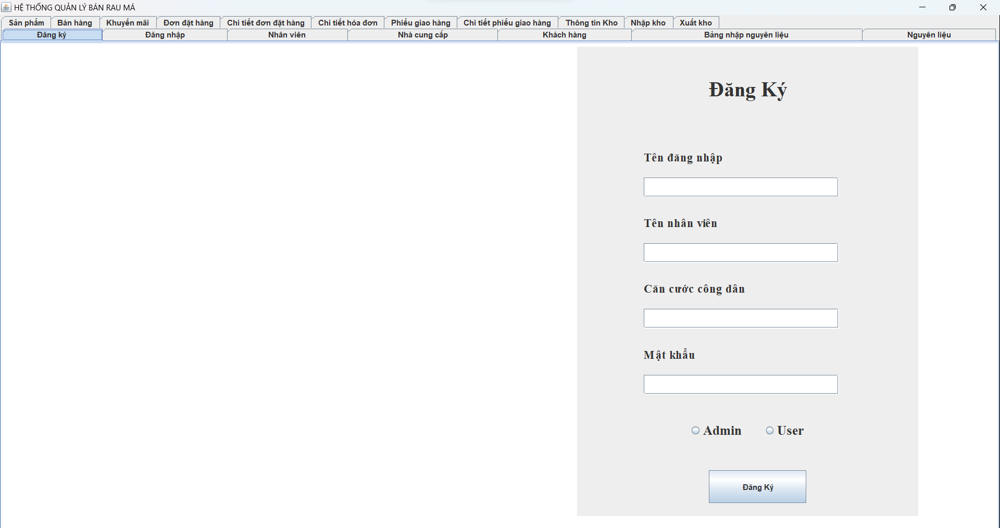 HỆ THỐNG QUẢN LÝ BÁN RAU MÁ
Sản phẩm Bán hàng Khuyến mãi Đơn đặt hàng Chi tiết đơn đặt hàng Chi tiết hóa đơn Phiếu giao hàng Chi tiết phiếu giao hàng Thông tin Kho Nhập kho Xuất kho
Đăng ký Đăng nhập Nhân viên Nhà cung cấp Khách hàng Bảng nhập nguyên liệu Nguyên liệu
Đăng Ký
Tên đăng nhập
Tên nhân viên
Căn cước công dân
Mật khẩu
Admin User
Đăng Ký